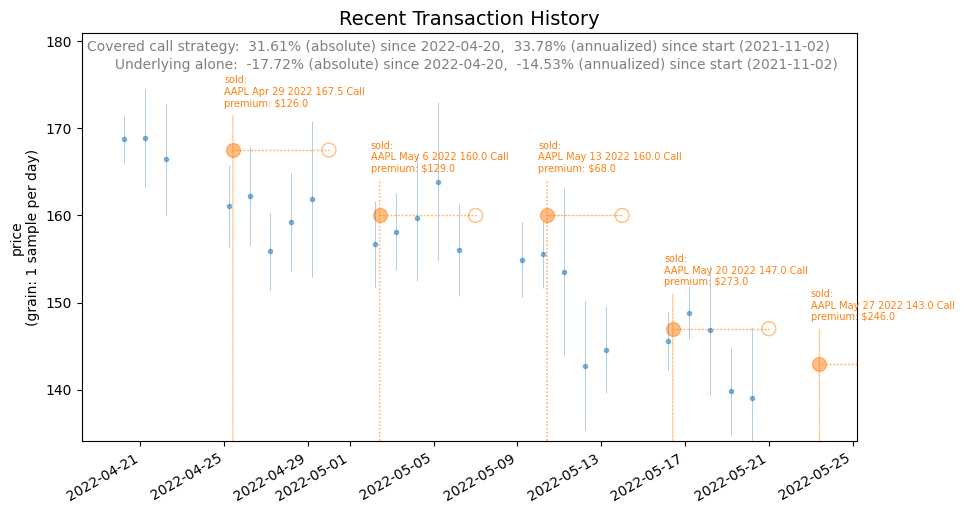 Recent Transaction History
Covered call strategy:  31.61% (absolute) since 2022-04-20,  33.78% (annualized) since start (2021-11-02)
Underlying alone:  -17.72% (absolute) since 2022-04-20,  -14.53% (annualized) since start (2021-11-02)
sold:
AAPL Apr 29 2022 167.5 Call
premium: $126.0
sold:
AAPL May 6 2022 160.0 Call
premium: $129.0
sold:
AAPL May 13 2022 160.0 Call
premium: $68.0
sold:
AAPL May 20 2022 147.0 Call
premium: $273.0
sold:
AAPL May 27 2022 143.0 Call
premium: $246.0
price
(grain: 1 sample per day)
180
170
160
150
140
2022-04-21
2022-04-25
2022-04-29
2022-05-01
2022-05-05
2022-05-09
2022-05-13
2022-05-17
2022-05-21
2022-05-25